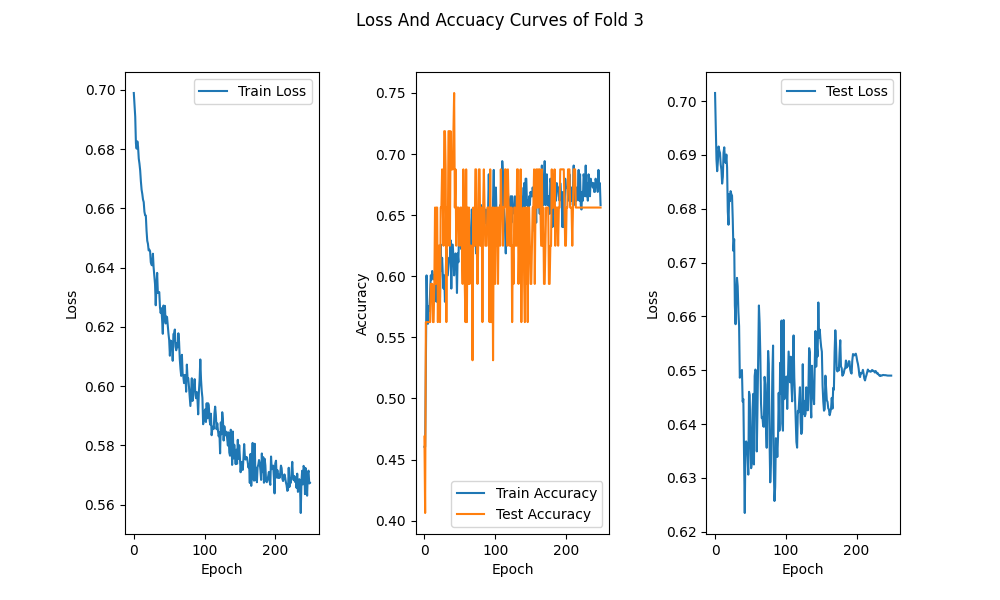 Loss And Accuacy Curves of Fold 3
Train Loss
0.70
0.68
0.66
0.64
0.62
0.60
0.58
0.56
Loss
0 100 200
Epoch
0.75
0.70
0.65
0.60
0.55
0.50
0.45
0.40
Accuracy
Train Accuracy
Test Accuracy
0 100 200
Epoch
Test Loss
0.70
0.69
0.68
0.67
0.66
0.65
0.64
0.63
0.62
Loss
0 100 200
Epoch